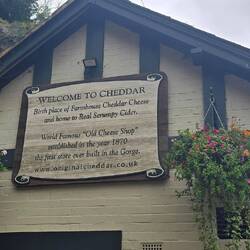 WELCOME TO CHEDDAR
Birth place of Farmhouse Cheddar Cheese
and home to Real Scrumpy Cider.
World Famous "Old Cheese Shop"
established in the year 1870
the first store ever built in the Gorge.
www.originalcheddar.co.uk